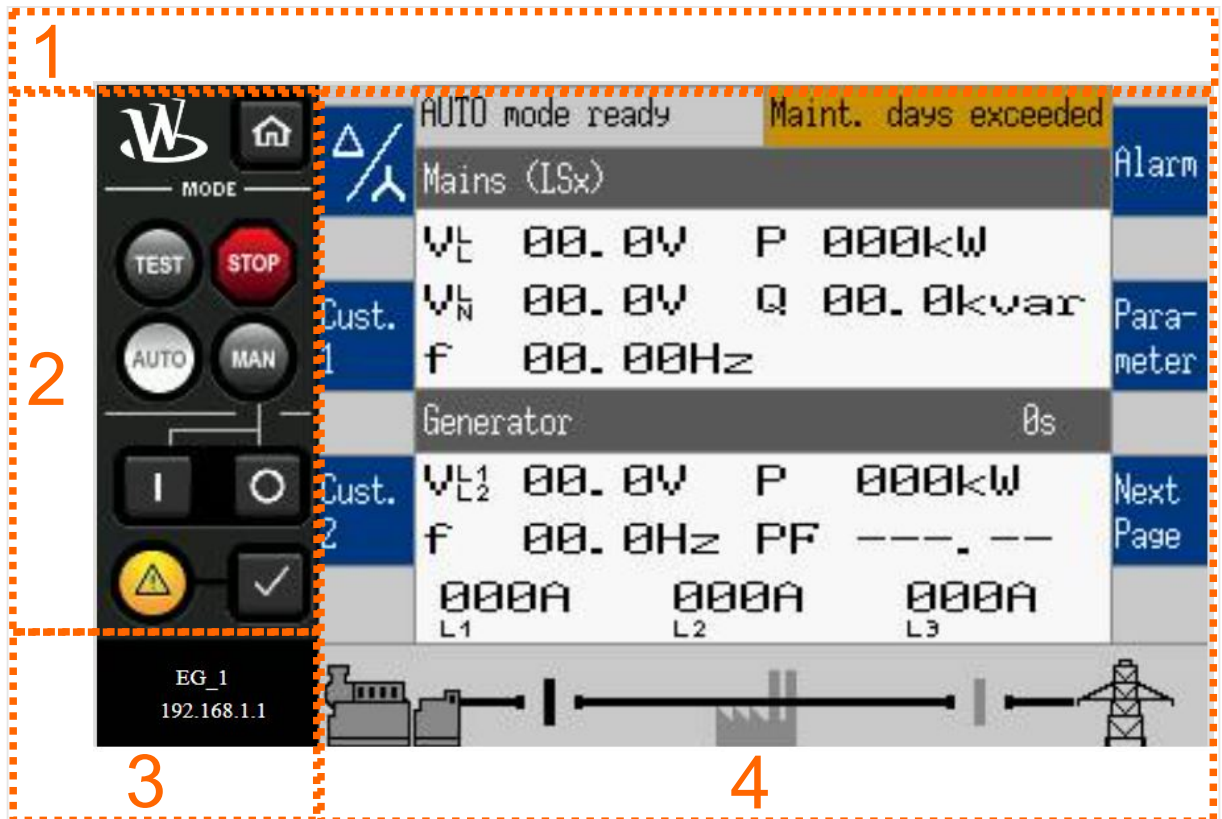 1
AUTO mode ready Maint. days exceeded
W
MODE
Alarm
Mains (LSx)
TEST STOP
VLL 00.0V P 000kW
Cust. 1
VLN 00.0V Q 00.0kvar
Para-
meter
AUTO MAN
f 00.00Hz
2
Generator 0s
I O
Cust. 2
VL1L2 00.0V P 000kW
Next
Page
f 00.0Hz PF ---.--
000A 000A 000A
L1 L2 L3
EG_1
192.168.1.1
3
4